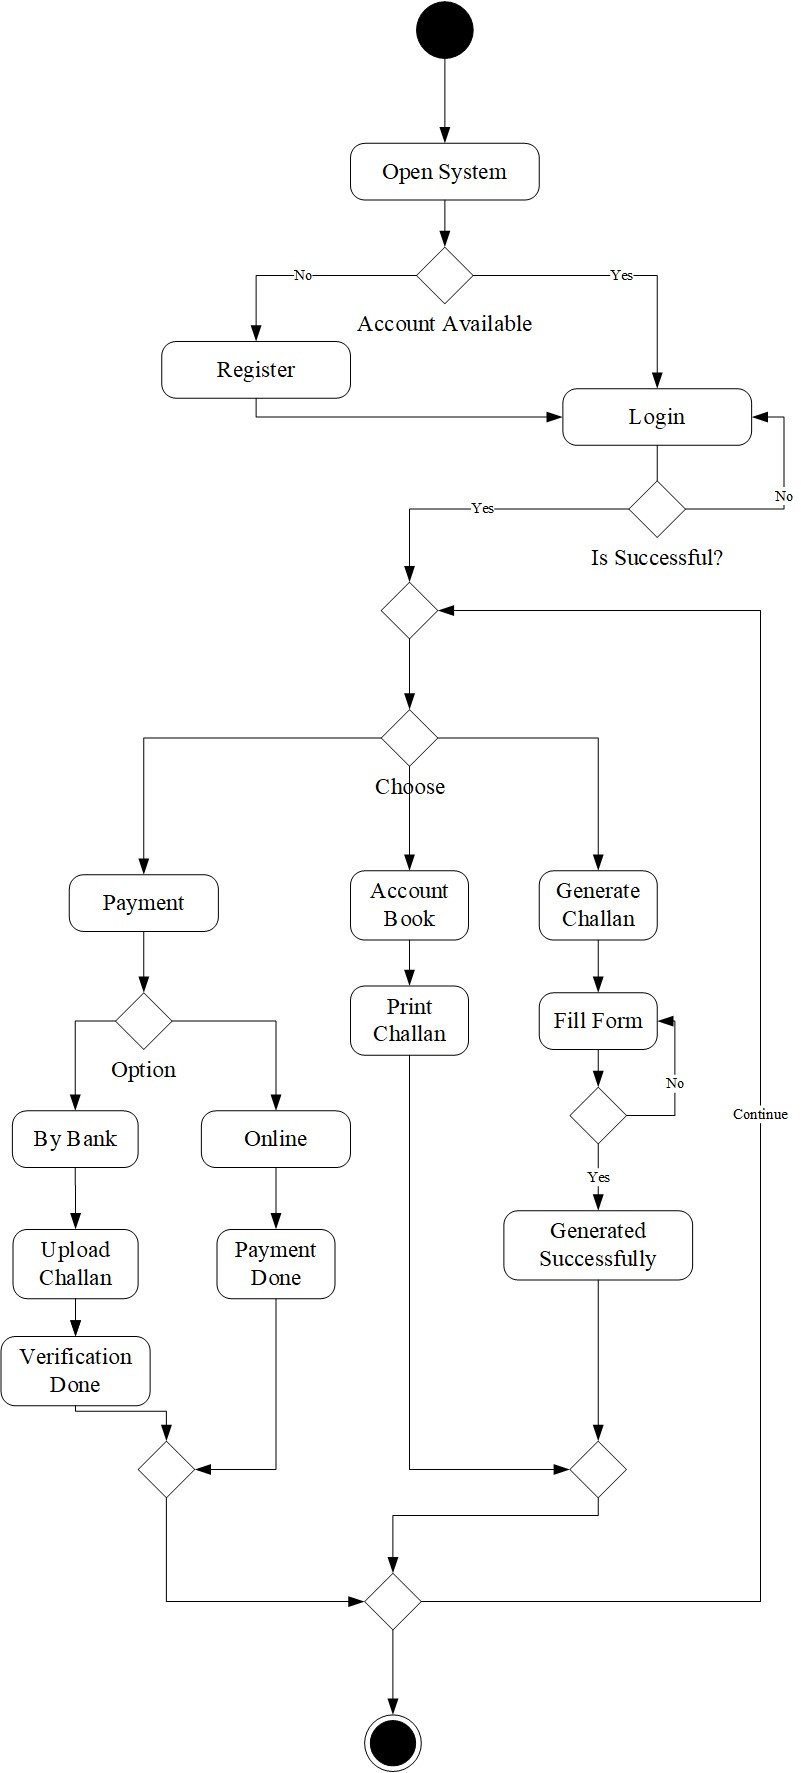 Open System
No
Yes
Account Available
Register
Login
No
Yes
Is Successful?
Choose
Payment
Account
Book
Generate
Challan
Print
Challan
Fill Form
Option
No
Continue
By Bank
Online
Yes
Upload
Challan
Payment
Done
Generated
Successfully
Verification
Done